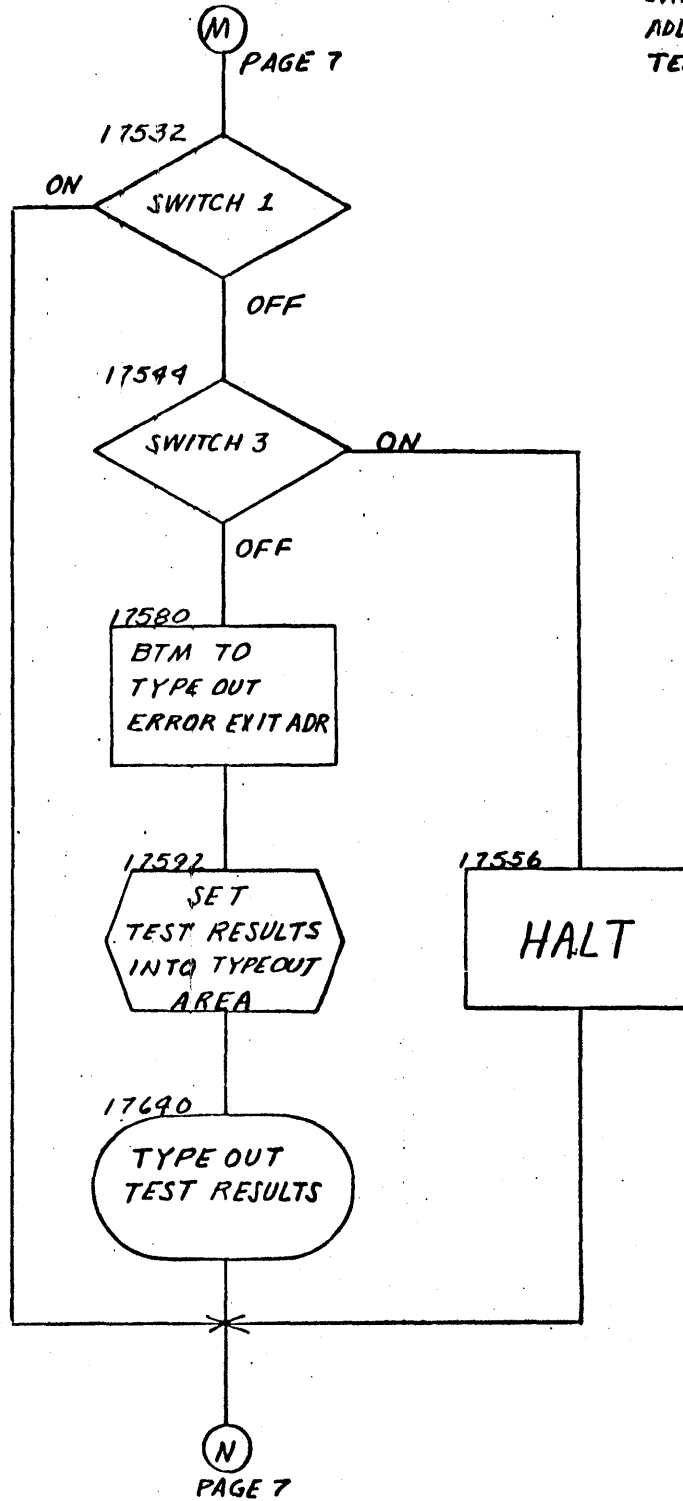 M
PAGE 7
17532
ON
SWITCH 1
OFF
17544
SWITCH 3
ON
OFF
17580
BTM TO
TYPE OUT
ERROR EXIT ADR
17592
SET
TEST RESULTS
INTO TYPEOUT
AREA
17556
HALT
17640
TYPE OUT
TEST RESULTS
N
PAGE 7